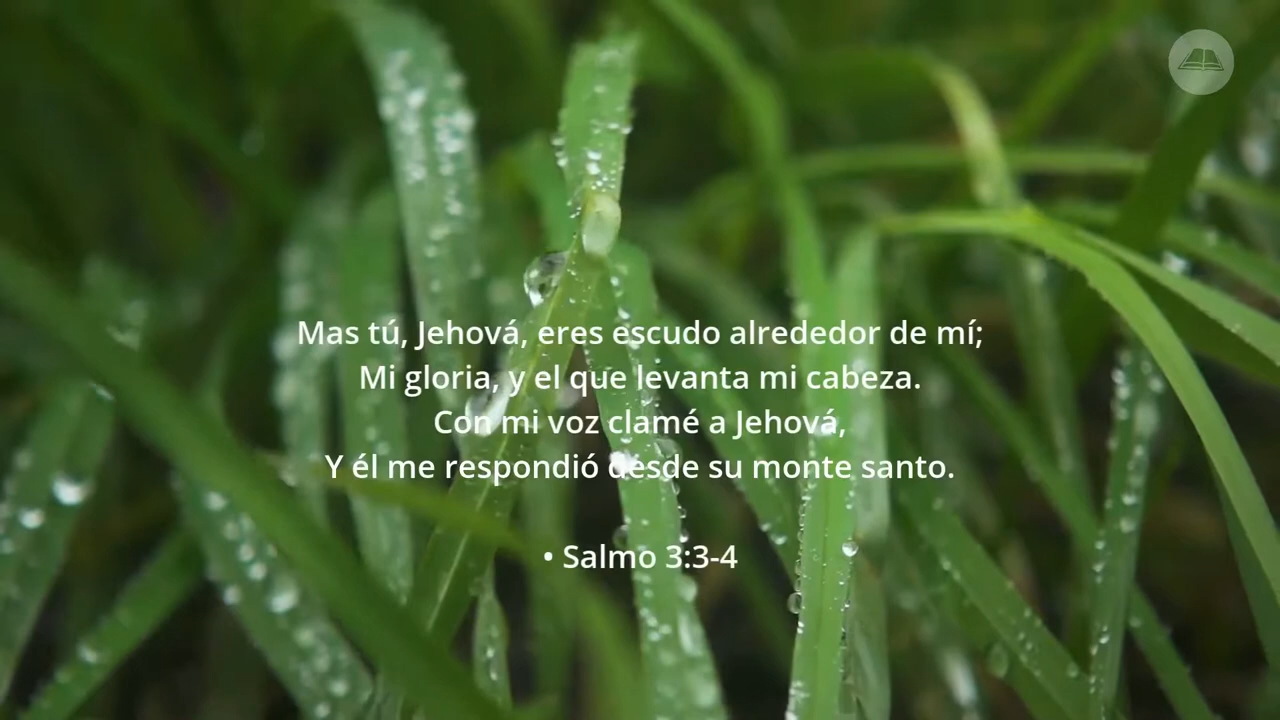 Mas tú, Jehová, eres escudo alrededor de mí;
Mi gloria, y el que levanta mi cabeza.
Con mi voz clamé a Jehová,
Y él me respondió desde su monte santo.
• Salmo 3:3-4